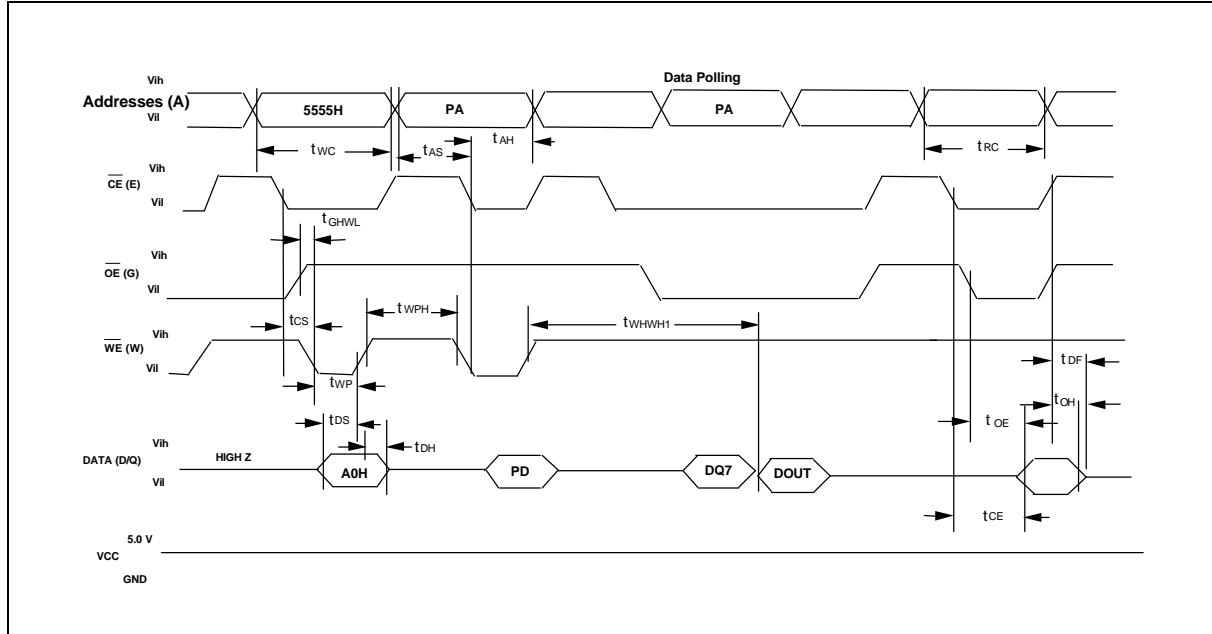 Data Polling
Vih
Addresses (A)
Vil
5555H
PA
PA
tWC
tAS
tAH
tRC
Vih
CE (E)
Vil
tGHWL
Vih
OE (G)
Vil
tCS
tWPH
tWHWH1
Vih
WE (W)
Vil
tWP
tDF
tDS
tOH
tOE
tDH
Vih
DATA (D/Q)
Vil
HIGH Z
A0H
PD
DQ7
DOUT
tCE
5.0 V
VCC
GND